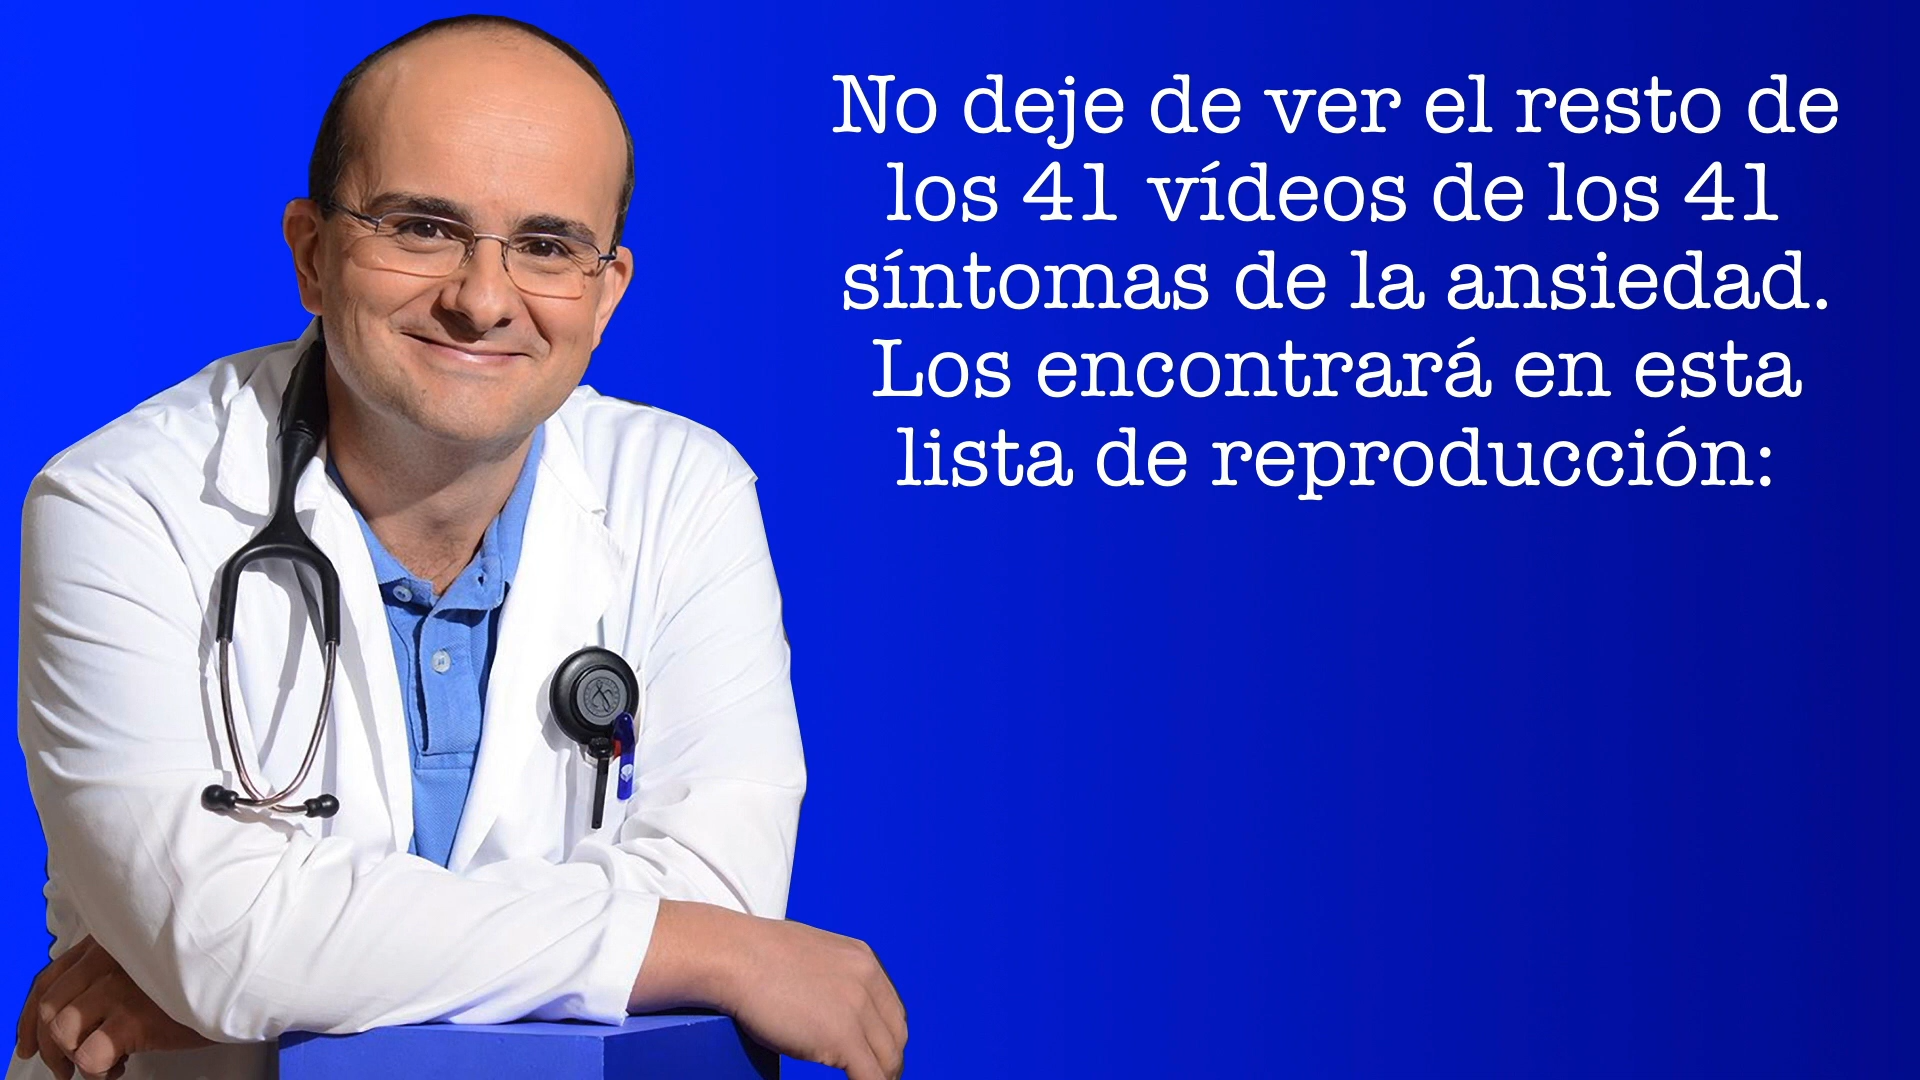 No deje de ver el resto de
los 41 vídeos de los 41
síntomas de la ansiedad.
Los encontrará en esta
lista de reproducción: